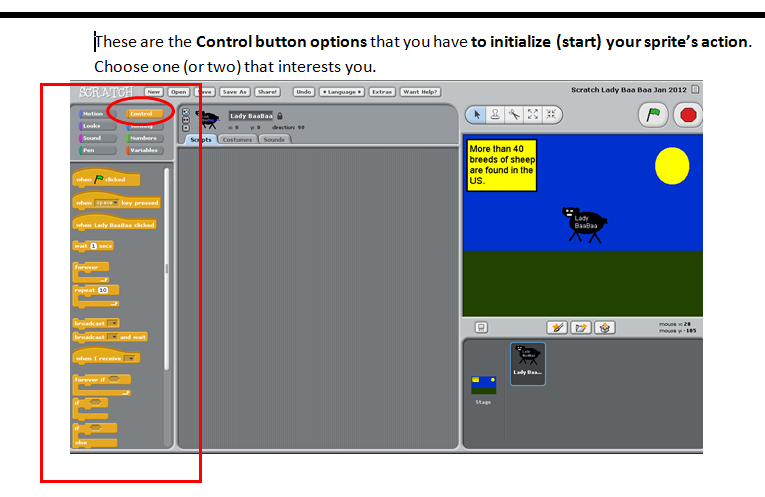 These are the Control button options that you have to initialize (start) your sprite's action.
Choose one (or two) that interests you.
SCRATCH New Open Save Save As Share! Undo • Language • Extras Want Help? Scratch Lady Baa Baa Jan 2012
Motion Control
Looks
Sound Numbers
Pen Variables
Lady BaaBaa
x: 0 y: 0 direction: 90
Scripts Costumes Sounds
when clicked
when space key pressed
when Lady BaaBaa clicked
wait 1 secs
forever
repeat 10
broadcast
broadcast and wait
when I receive
forever if
if
if
else
More than 40
breeds of sheep
are found in the
US.
Lady
BaaBaa
mouse x: 20
mouse y: -105
Lady Baa...
Stage